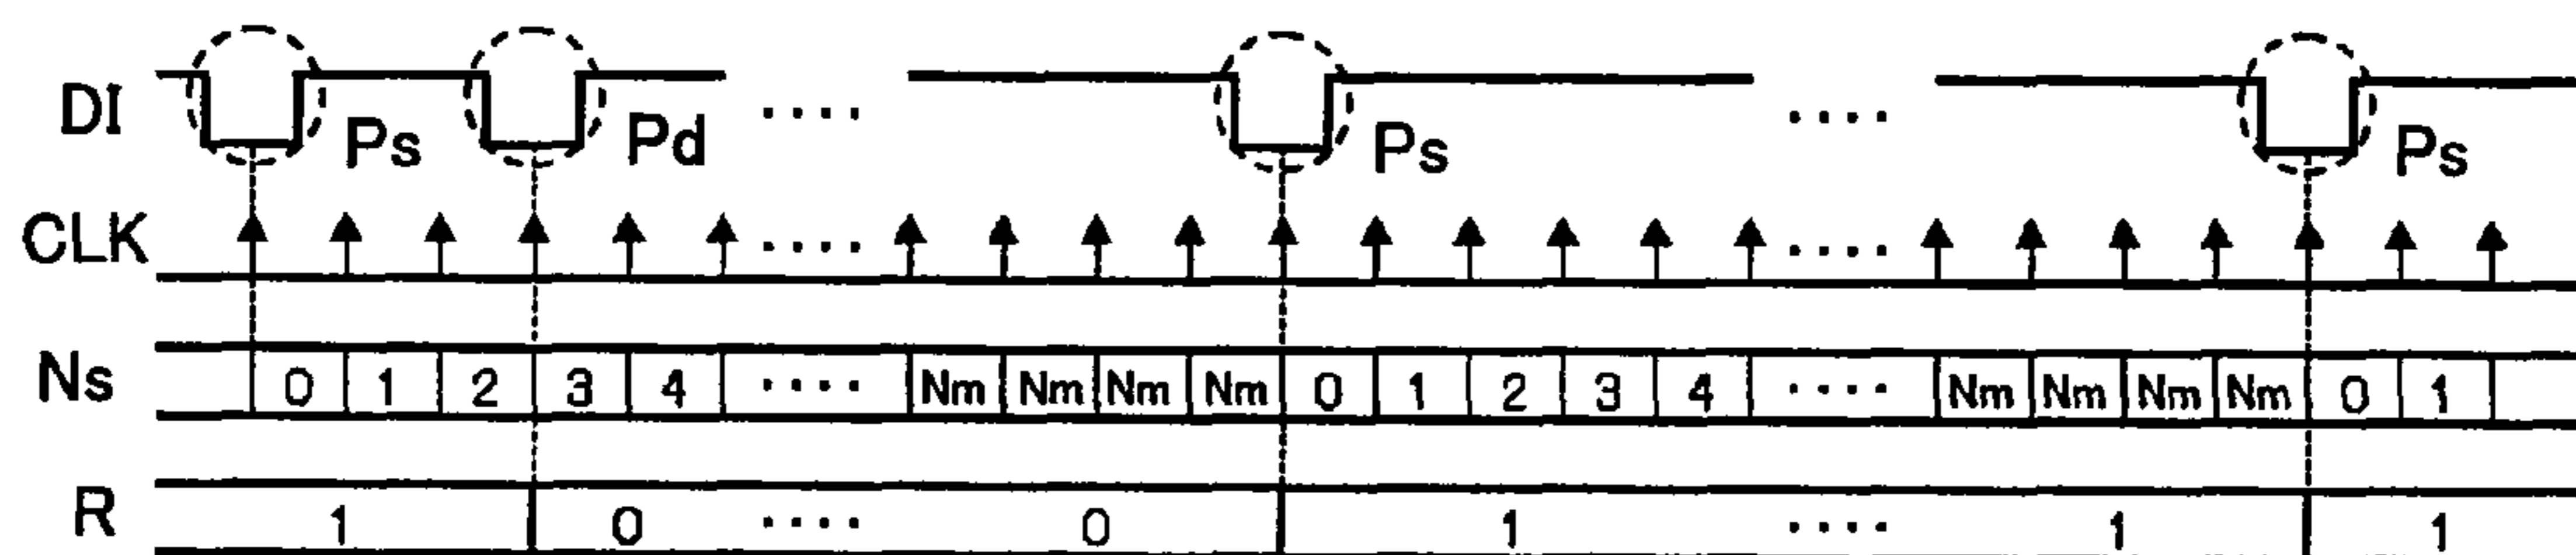 DI Ps Pd .... Ps .... Ps
CLK .... ....
Ns 0 1 2 3 4 .... Nm Nm Nm Nm 0 1 2 3 4 .... Nm Nm Nm Nm 0 1
R 1 0 .... 0 1 .... 1 1